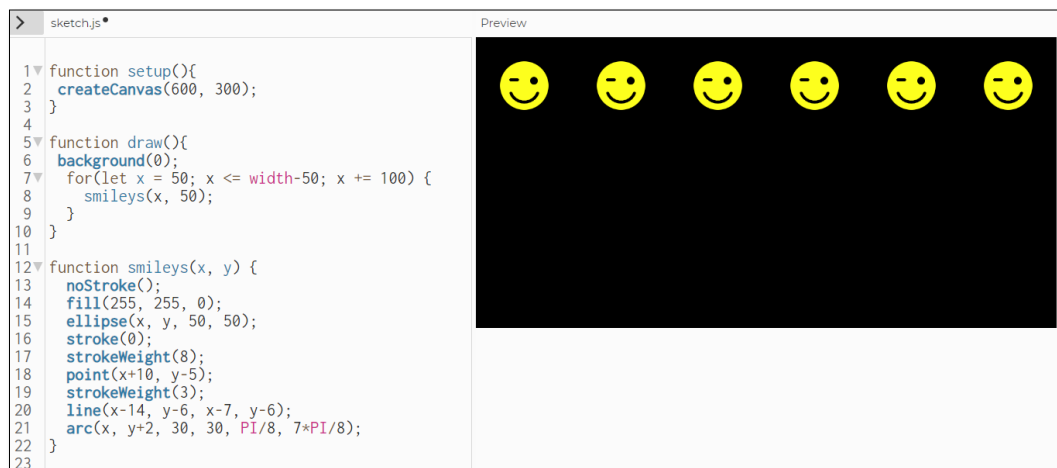 sketch.js•
Preview
1 function setup(){
2 createCanvas(600, 300);
3 }
4
5 function draw(){
6 background(0);
7 for(let x = 50; x <= width-50; x += 100) {
8 smileys(x, 50);
9 }
10 }
11
12 function smileys(x, y) {
13 noStroke();
14 fill(255, 255, 0);
15 ellipse(x, y, 50, 50);
16 stroke(0);
17 strokeWeight(8);
18 point(x+10, y-5);
19 strokeWeight(3);
20 line(x-14, y-6, x-7, y-6);
21 arc(x, y+2, 30, 30, PI/8, 7*PI/8);
22 }
23